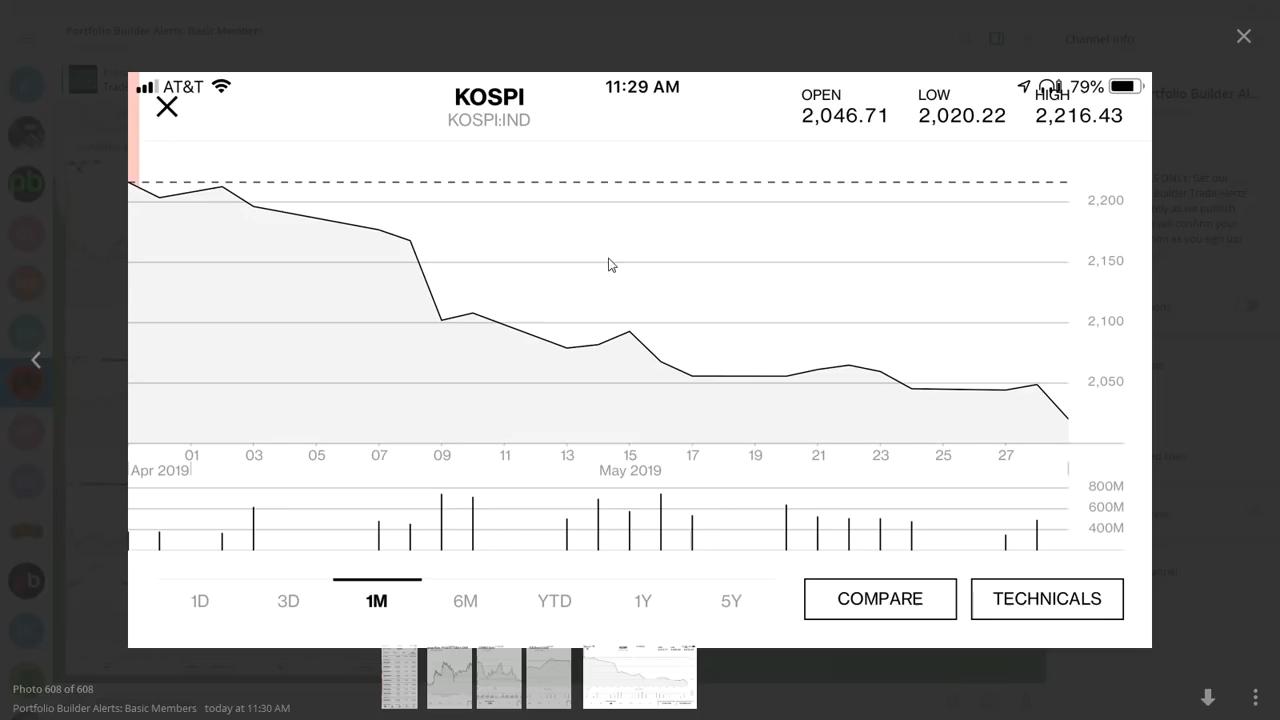 Portfolio Builder Alerts: Basic Members
Channel Info
AT&T
11:29 AM
79%
KOSPI
KOSPI:IND
OPEN
LOW
HIGH
2,046.71
2,020.22
2,216.43
2,200
2,150
2,100
2,050
01 03 05 07 09 11 13 15 17 19 21 23 25 27
Apr 2019
May 2019
800M
600M
400M
1D 3D 1M 6M YTD 1Y 5Y
COMPARE
TECHNICALS
Photo 608 of 608
Portfolio Builder Alerts: Basic Members today at 11:30 AM